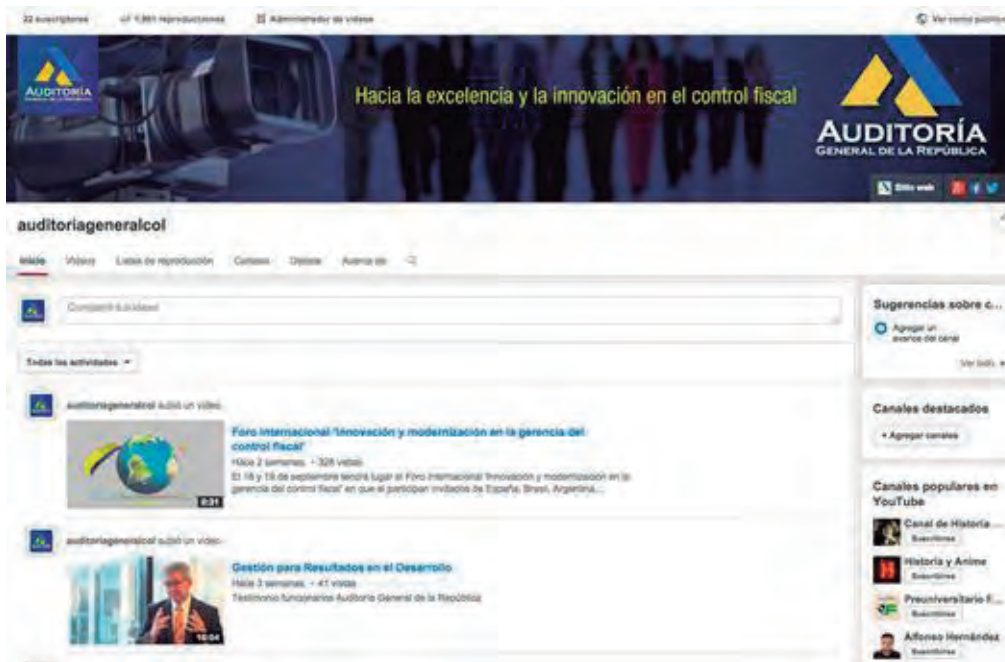 22 suscriptores
1,861 reproducciones
Administrador de videos
Ver como público
AUDITORÍA
GENERAL DE LA REPÚBLICA
Hacia la excelencia y la innovación en el control fiscal
AUDITORÍA
GENERAL DE LA REPÚBLICA
Sitio web
auditoriageneralcol
Inicio Videos Listas de reproducción Canales Debate Acerca de
Todas las actividades
Sugerencias sobre c...
Agregar un
avance del canal
Ver todo
auditoriageneralcol subió un video
Foro Internacional 'Innovación y modernización en la gerencia del
control fiscal'
Hace 2 semanas • 328 vistas
El 18 y 19 de septiembre tendrá lugar el Foro Internacional 'Innovación y modernización en la
gerencia del control fiscal' en que el participan invitados de España, Brasil, Argentina,...
0:31
Canales destacados
+ Agregar canales
auditoriageneralcol subió un video
Gestión para Resultados en el Desarrollo
Hace 3 semanas • 41 vistas
Testimonio funcionarios Auditoría General de la República
10:04
Canales populares en
YouTube
Canal de Historia ...
Suscribirse
Historia y Anime
Suscribirse
Preuniversitario F...
Suscribirse
Alfonso Hernández
Suscribirse